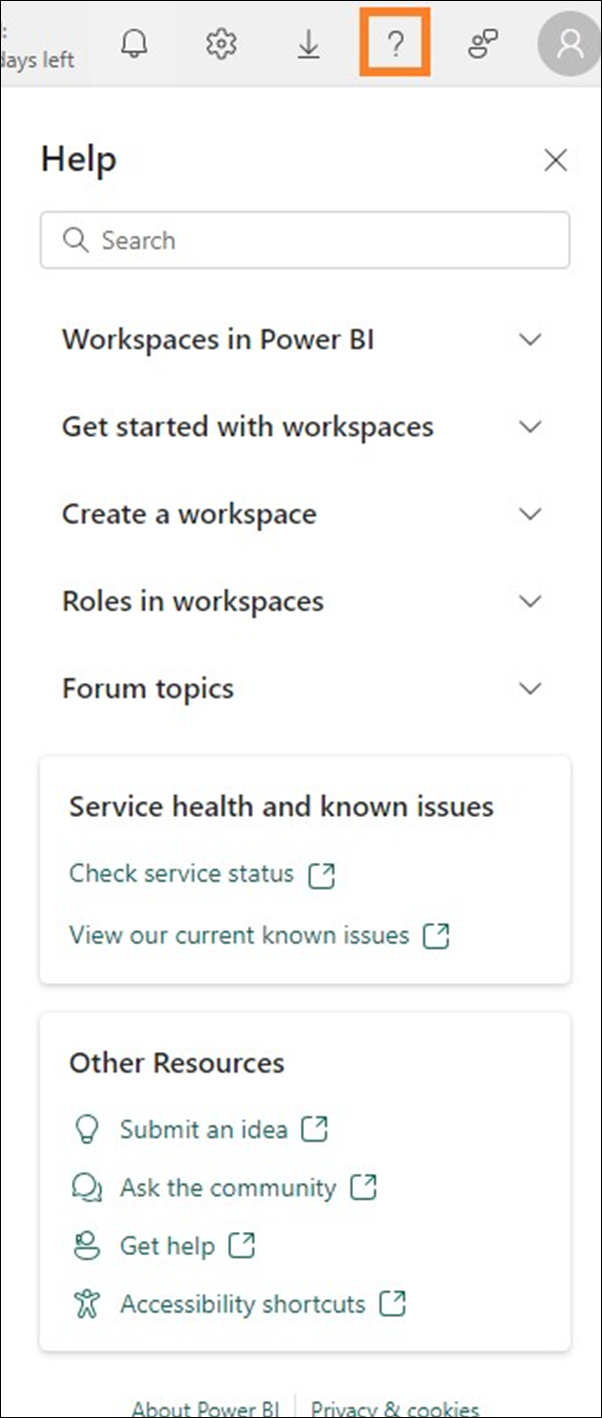 :
days left
Help
Search
Workspaces in Power BI
Get started with workspaces
Create a workspace
Roles in workspaces
Forum topics
Service health and known issues
Check service status
View our current known issues
Other Resources
Submit an idea
Ask the community
Get help
Accessibility shortcuts
About Power BI | Privacy & cookies